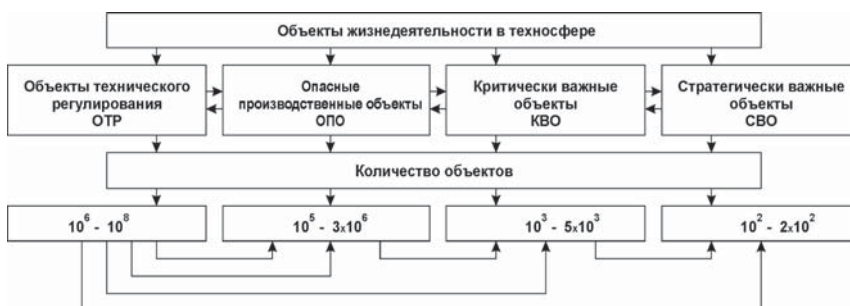 Объекты жизнедеятельности в техносфере
Объекты технического
регулирования
ОТР
Опасные
производственные объекты
ОПО
Критически важные
объекты
КВО
Стратегически важные
объекты
СВО
Количество объектов
10⁶ - 10⁸
10⁵ - 3x10⁶
10³ - 5x10³
10² - 2x10²